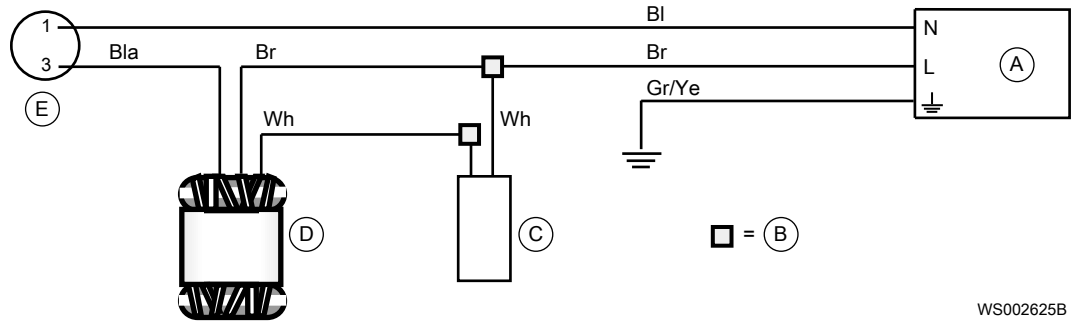 1 Bl N
3 Bla Br Br L A
E Gr/Ye
Wh Wh
D C = B
WS002625B